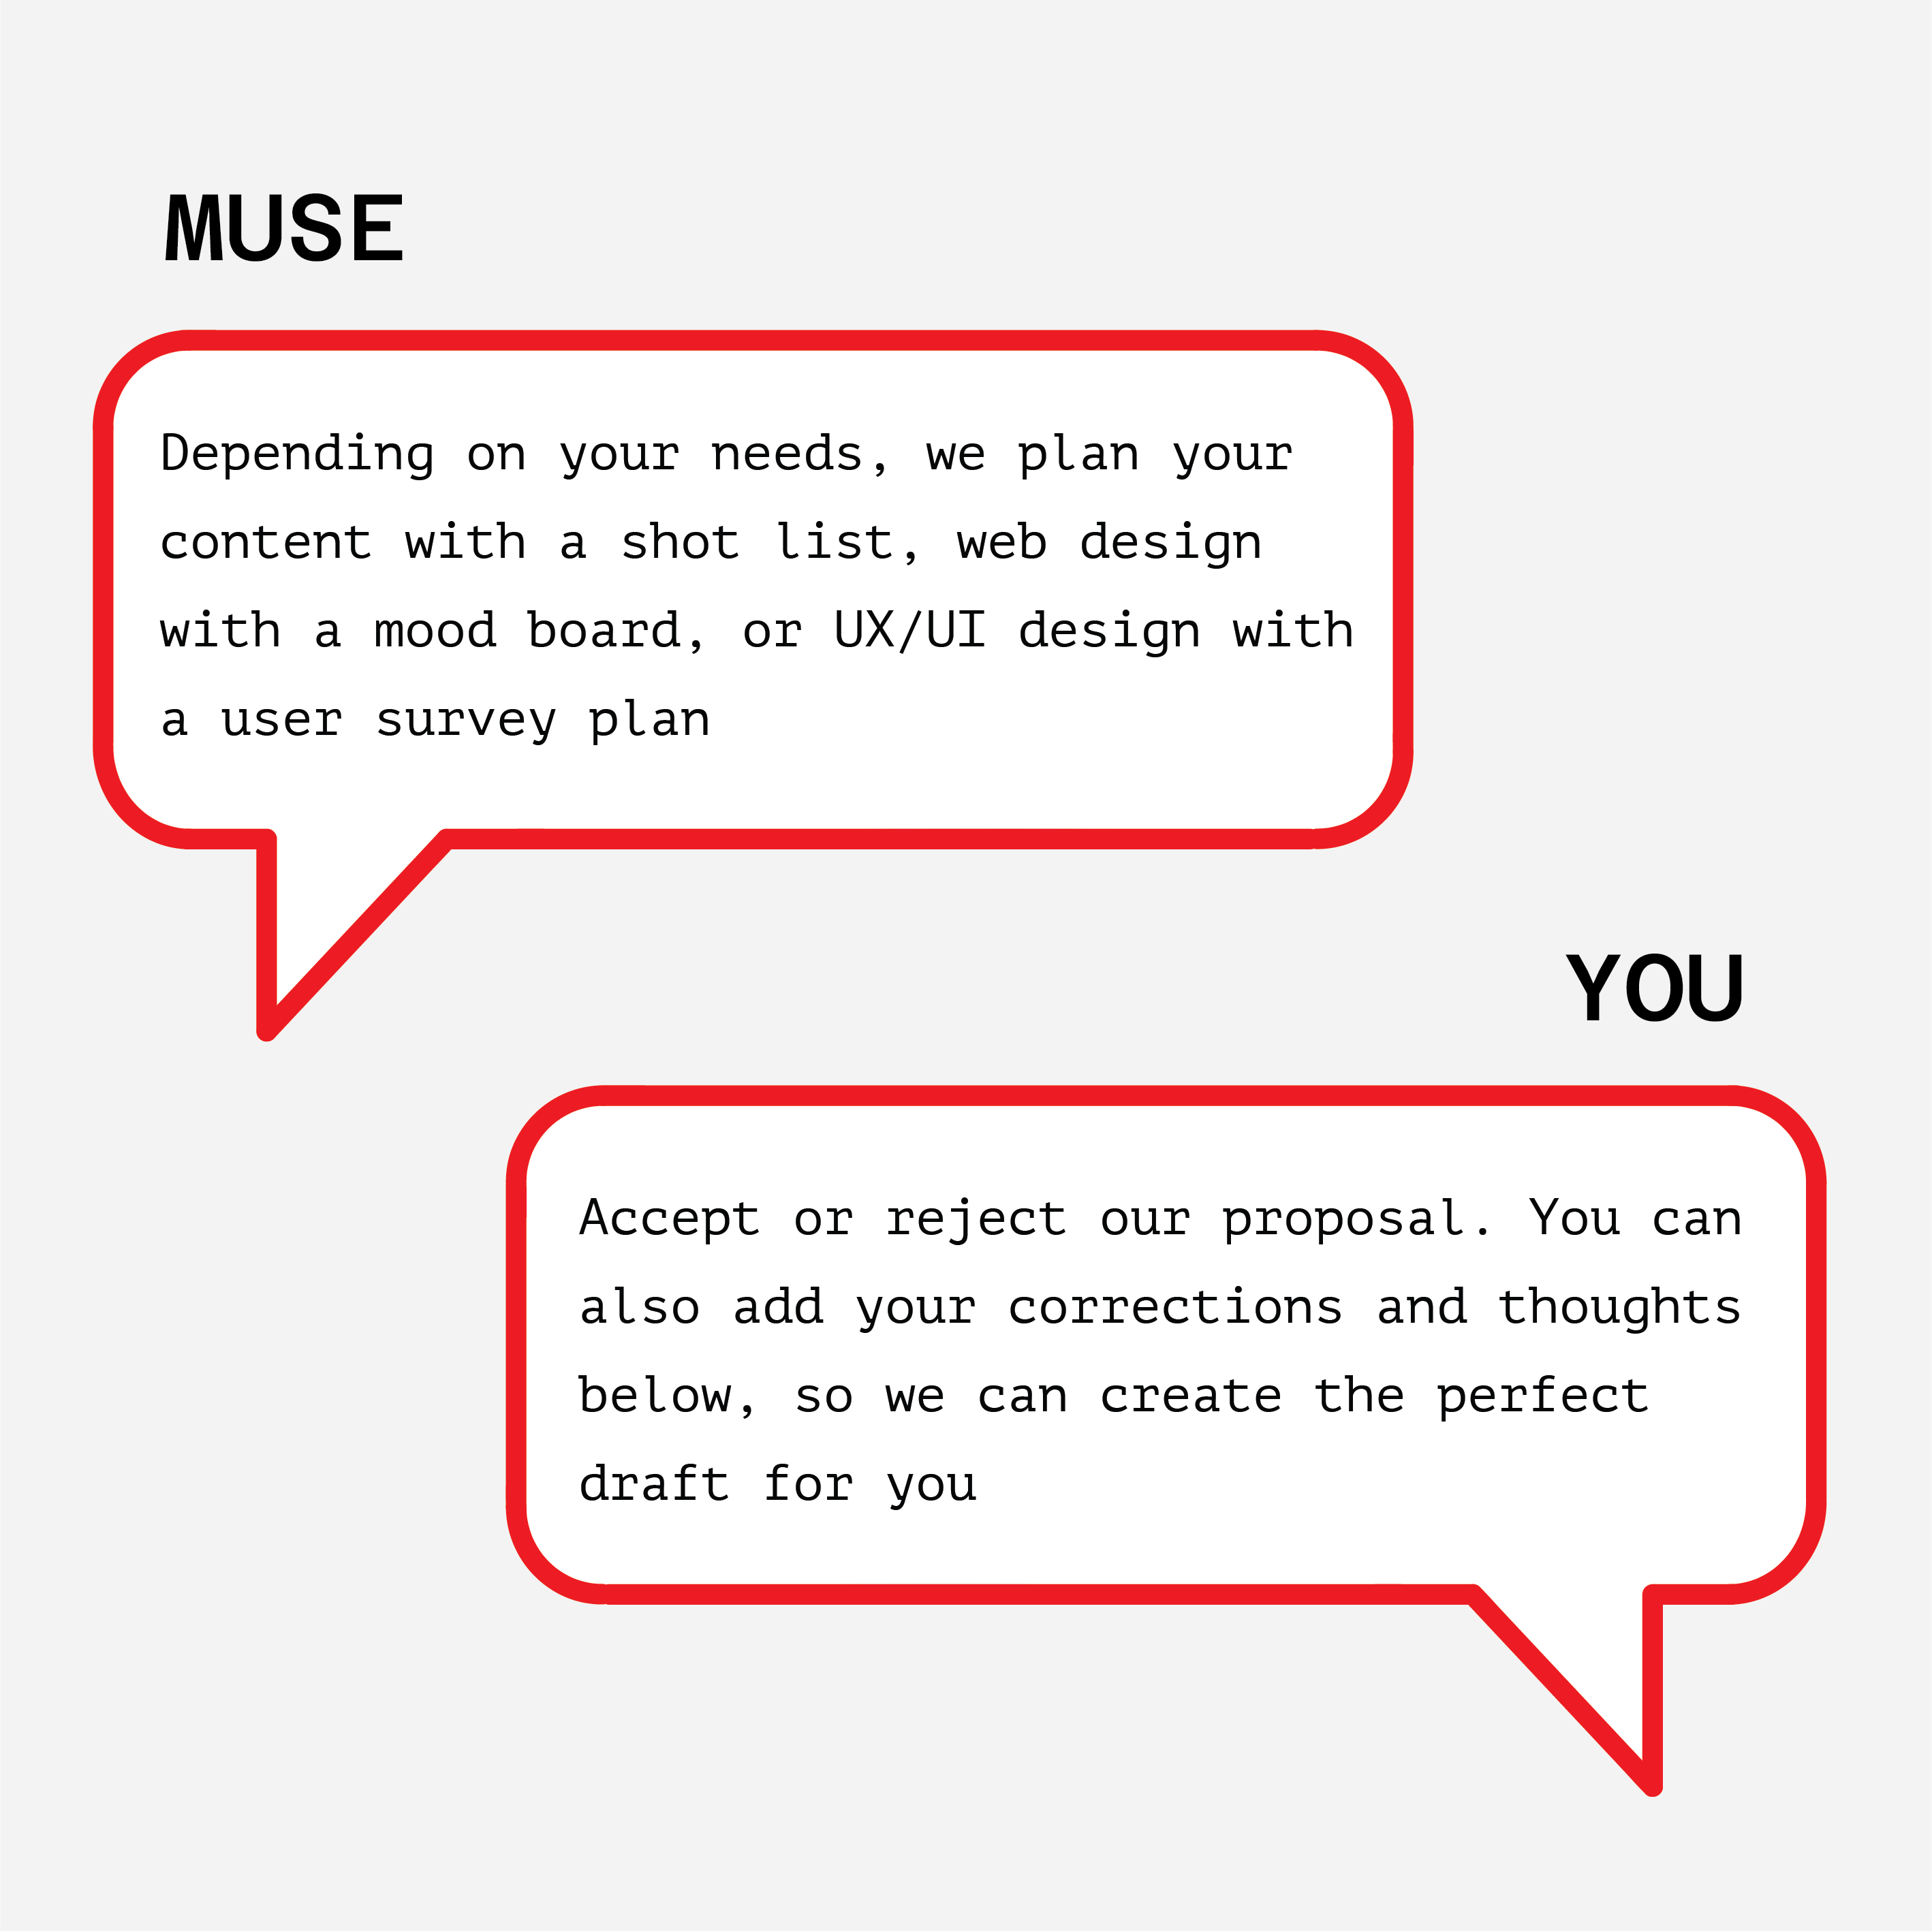 MUSE
Depending on your needs, we plan your
content with a shot list, web design
with a mood board, or UX/UI design with
a user survey plan
YOU
Accept or reject our proposal. You can
also add your corrections and thoughts
below, so we can create the perfect
draft for you